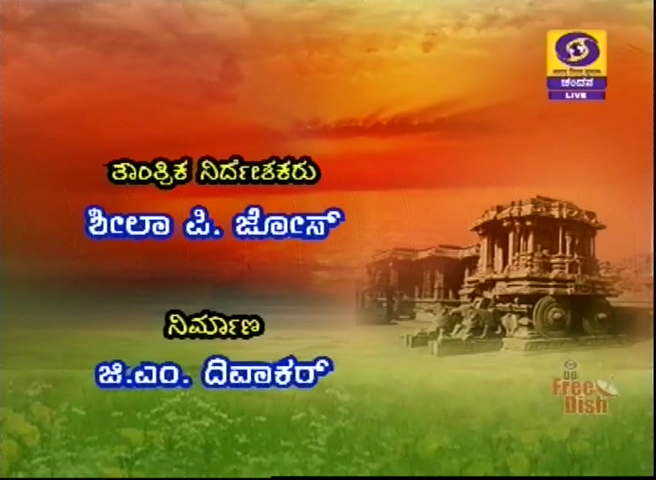 ಚಂದನ
LIVE
ತಾಂತ್ರಿಕ ನಿರ್ದೇಶಕರು
ಶೀಲಾ ಪಿ. ಜೋಸ್
ನಿರ್ಮಾಣ
ಜಿ.ಎಂ. ದಿವಾಕರ್
DD
Free
Dish